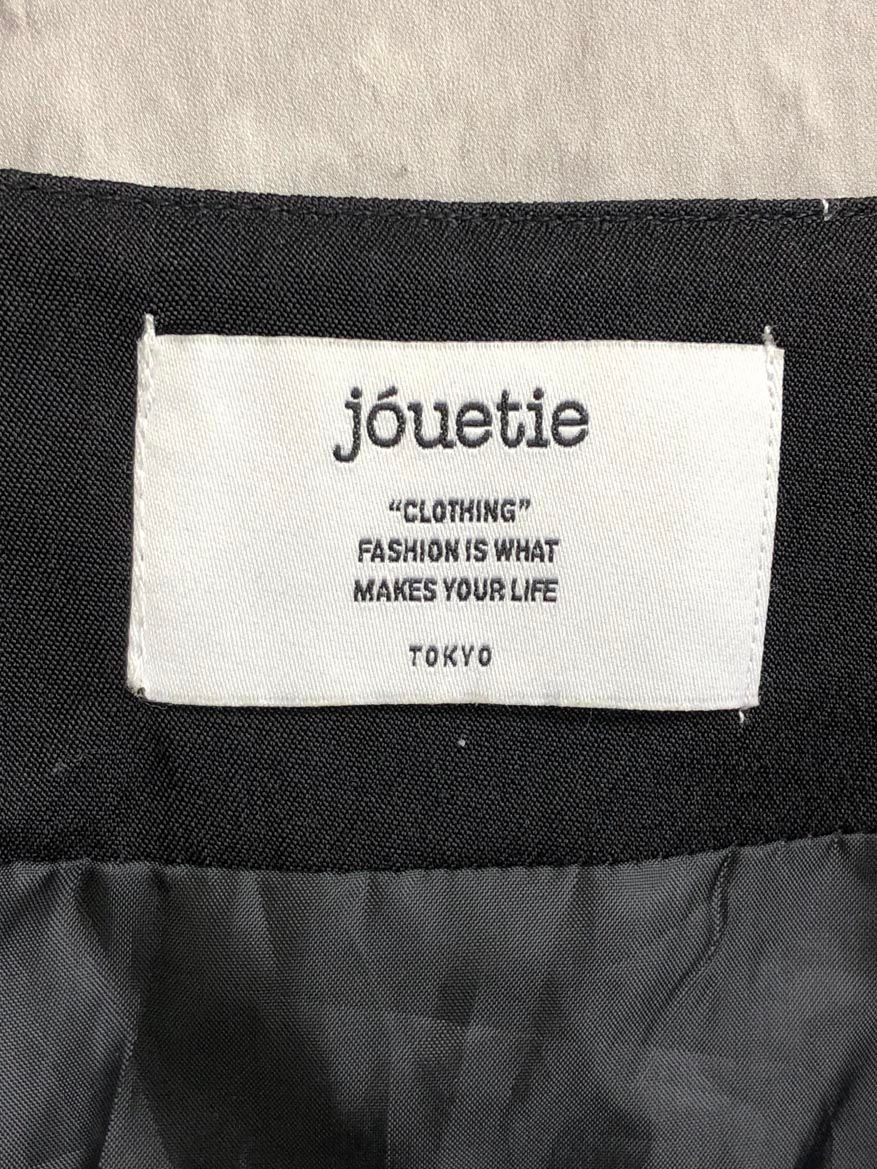 jóuetie
“CLOTHING”
FASHION IS WHAT
MAKES YOUR LIFE
TOKYO